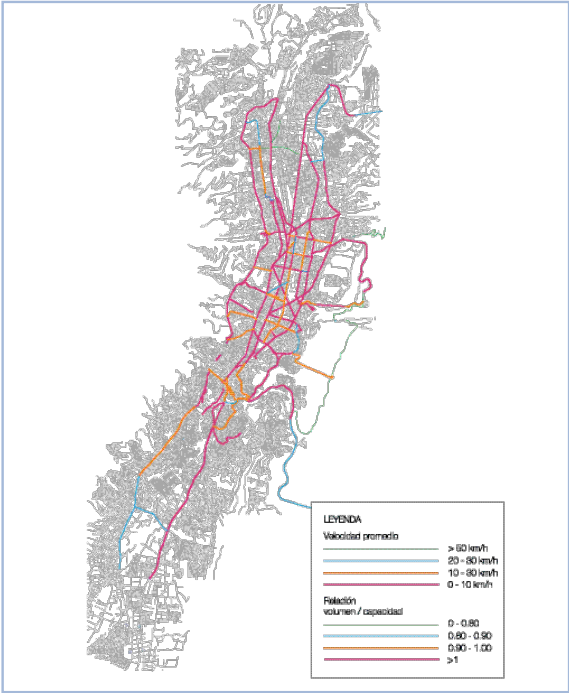 LEYENDA
Velocidad promedio
> 50 km/h
20 - 30 km/h
10 - 30 km/h
0 - 10 km/h
Relación
volumen / capacidad
0 - 0.80
0.80 - 0.90
0.90 - 1.00
>1